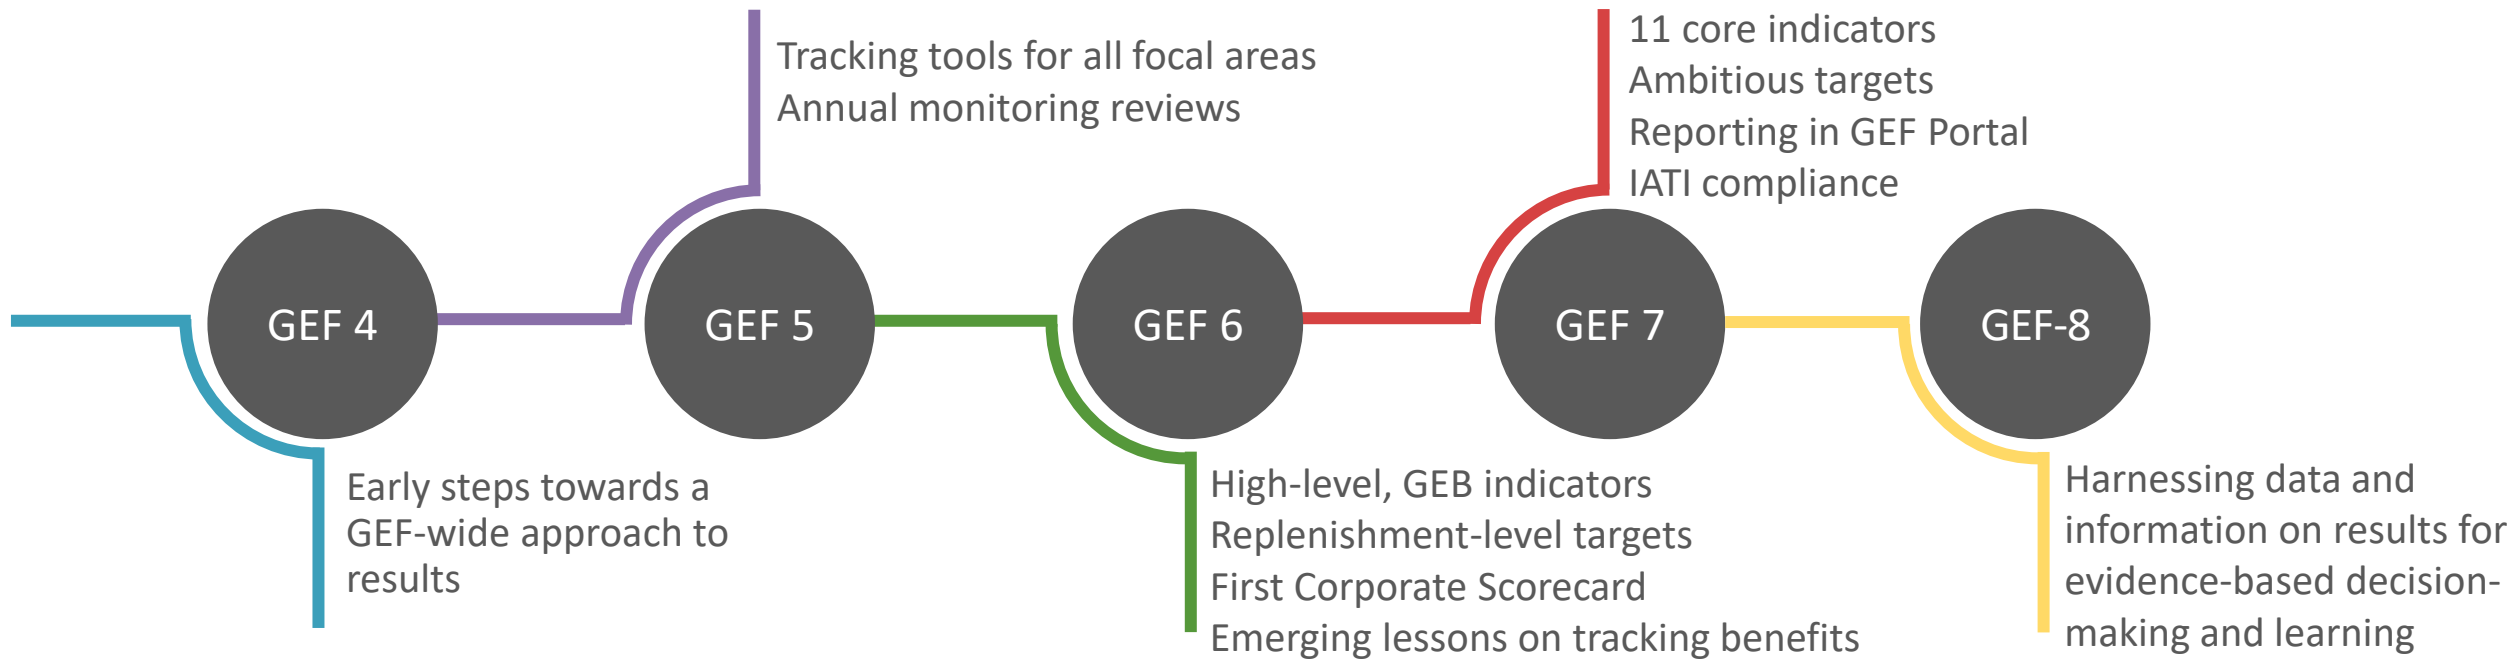 Tracking tools for all focal areas
Annual monitoring reviews
11 core indicators
Ambitious targets
Reporting in GEF Portal
IATI compliance
GEF 4
GEF 5
GEF 6
GEF 7
GEF-8
Early steps towards a
GEF-wide approach to
results
High-level, GEB indicators
Replenishment-level targets
First Corporate Scorecard
Emerging lessons on tracking benefits
Harnessing data and
information on results for
evidence-based decision-
making and learning